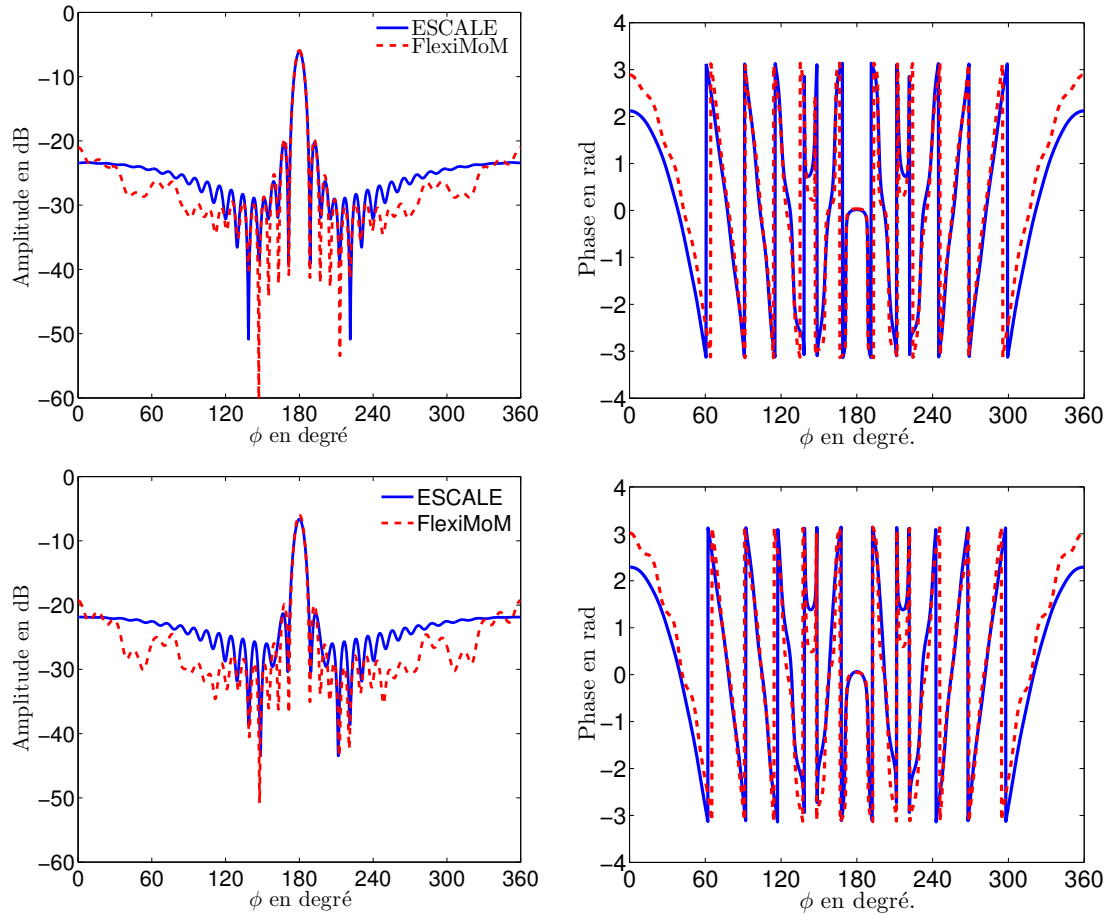 0
−10
−20
−30
−40
−50
−60
Amplitude en dB
0 60 120 180 240 300 360
ϕ en degré
ESCALE
FlexiMoM
4
3
2
1
0
−1
−2
−3
−4
Phase en rad
0 60 120 180 240 300 360
ϕ en degré.
0
−10
−20
−30
−40
−50
−60
Amplitude en dB
0 60 120 180 240 300 360
ϕ en degré
ESCALE
FlexiMoM
4
3
2
1
0
−1
−2
−3
−4
Phase en rad
0 60 120 180 240 300 360
ϕ en degré.